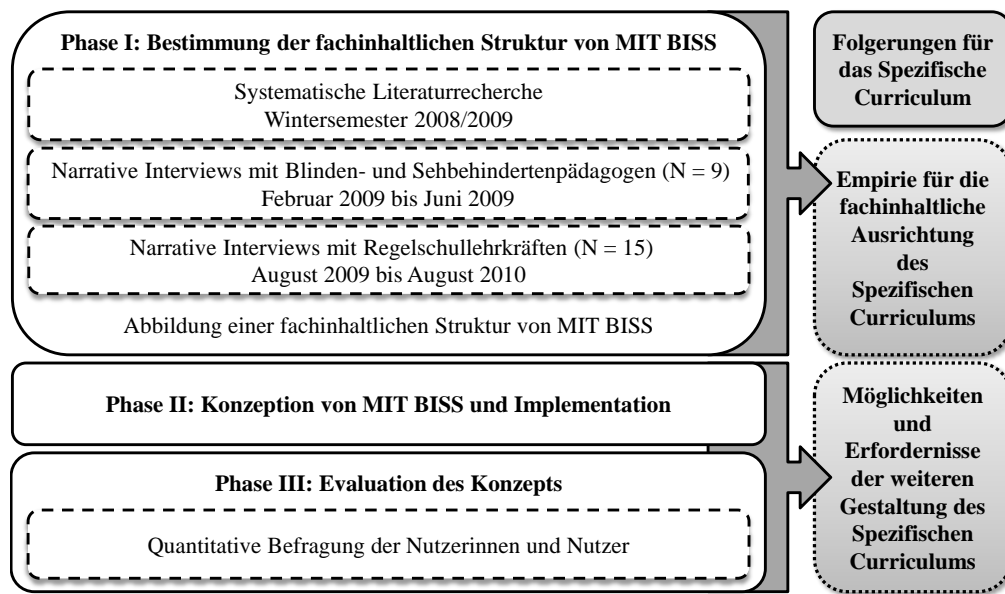 Phase I: Bestimmung der fachinhaltlichen Struktur von MIT BISS
Systematische Literaturrecherche
Wintersemester 2008/2009
Narrative Interviews mit Blinden- und Sehbehindertenpädagogen (N = 9)
Februar 2009 bis Juni 2009
Narrative Interviews mit Regelschullehrkräften (N = 15)
August 2009 bis August 2010
Abbildung einer fachinhaltlichen Struktur von MIT BISS
Phase II: Konzeption von MIT BISS und Implementation
Phase III: Evaluation des Konzepts
Quantitative Befragung der Nutzerinnen und Nutzer
Folgerungen für
das Spezifische
Curriculum
Empirie für die
fachinhaltliche
Ausrichtung
des
Spezifischen
Curriculums
Möglichkeiten
und
Erfordernisse
der weiteren
Gestaltung des
Spezifischen
Curriculums